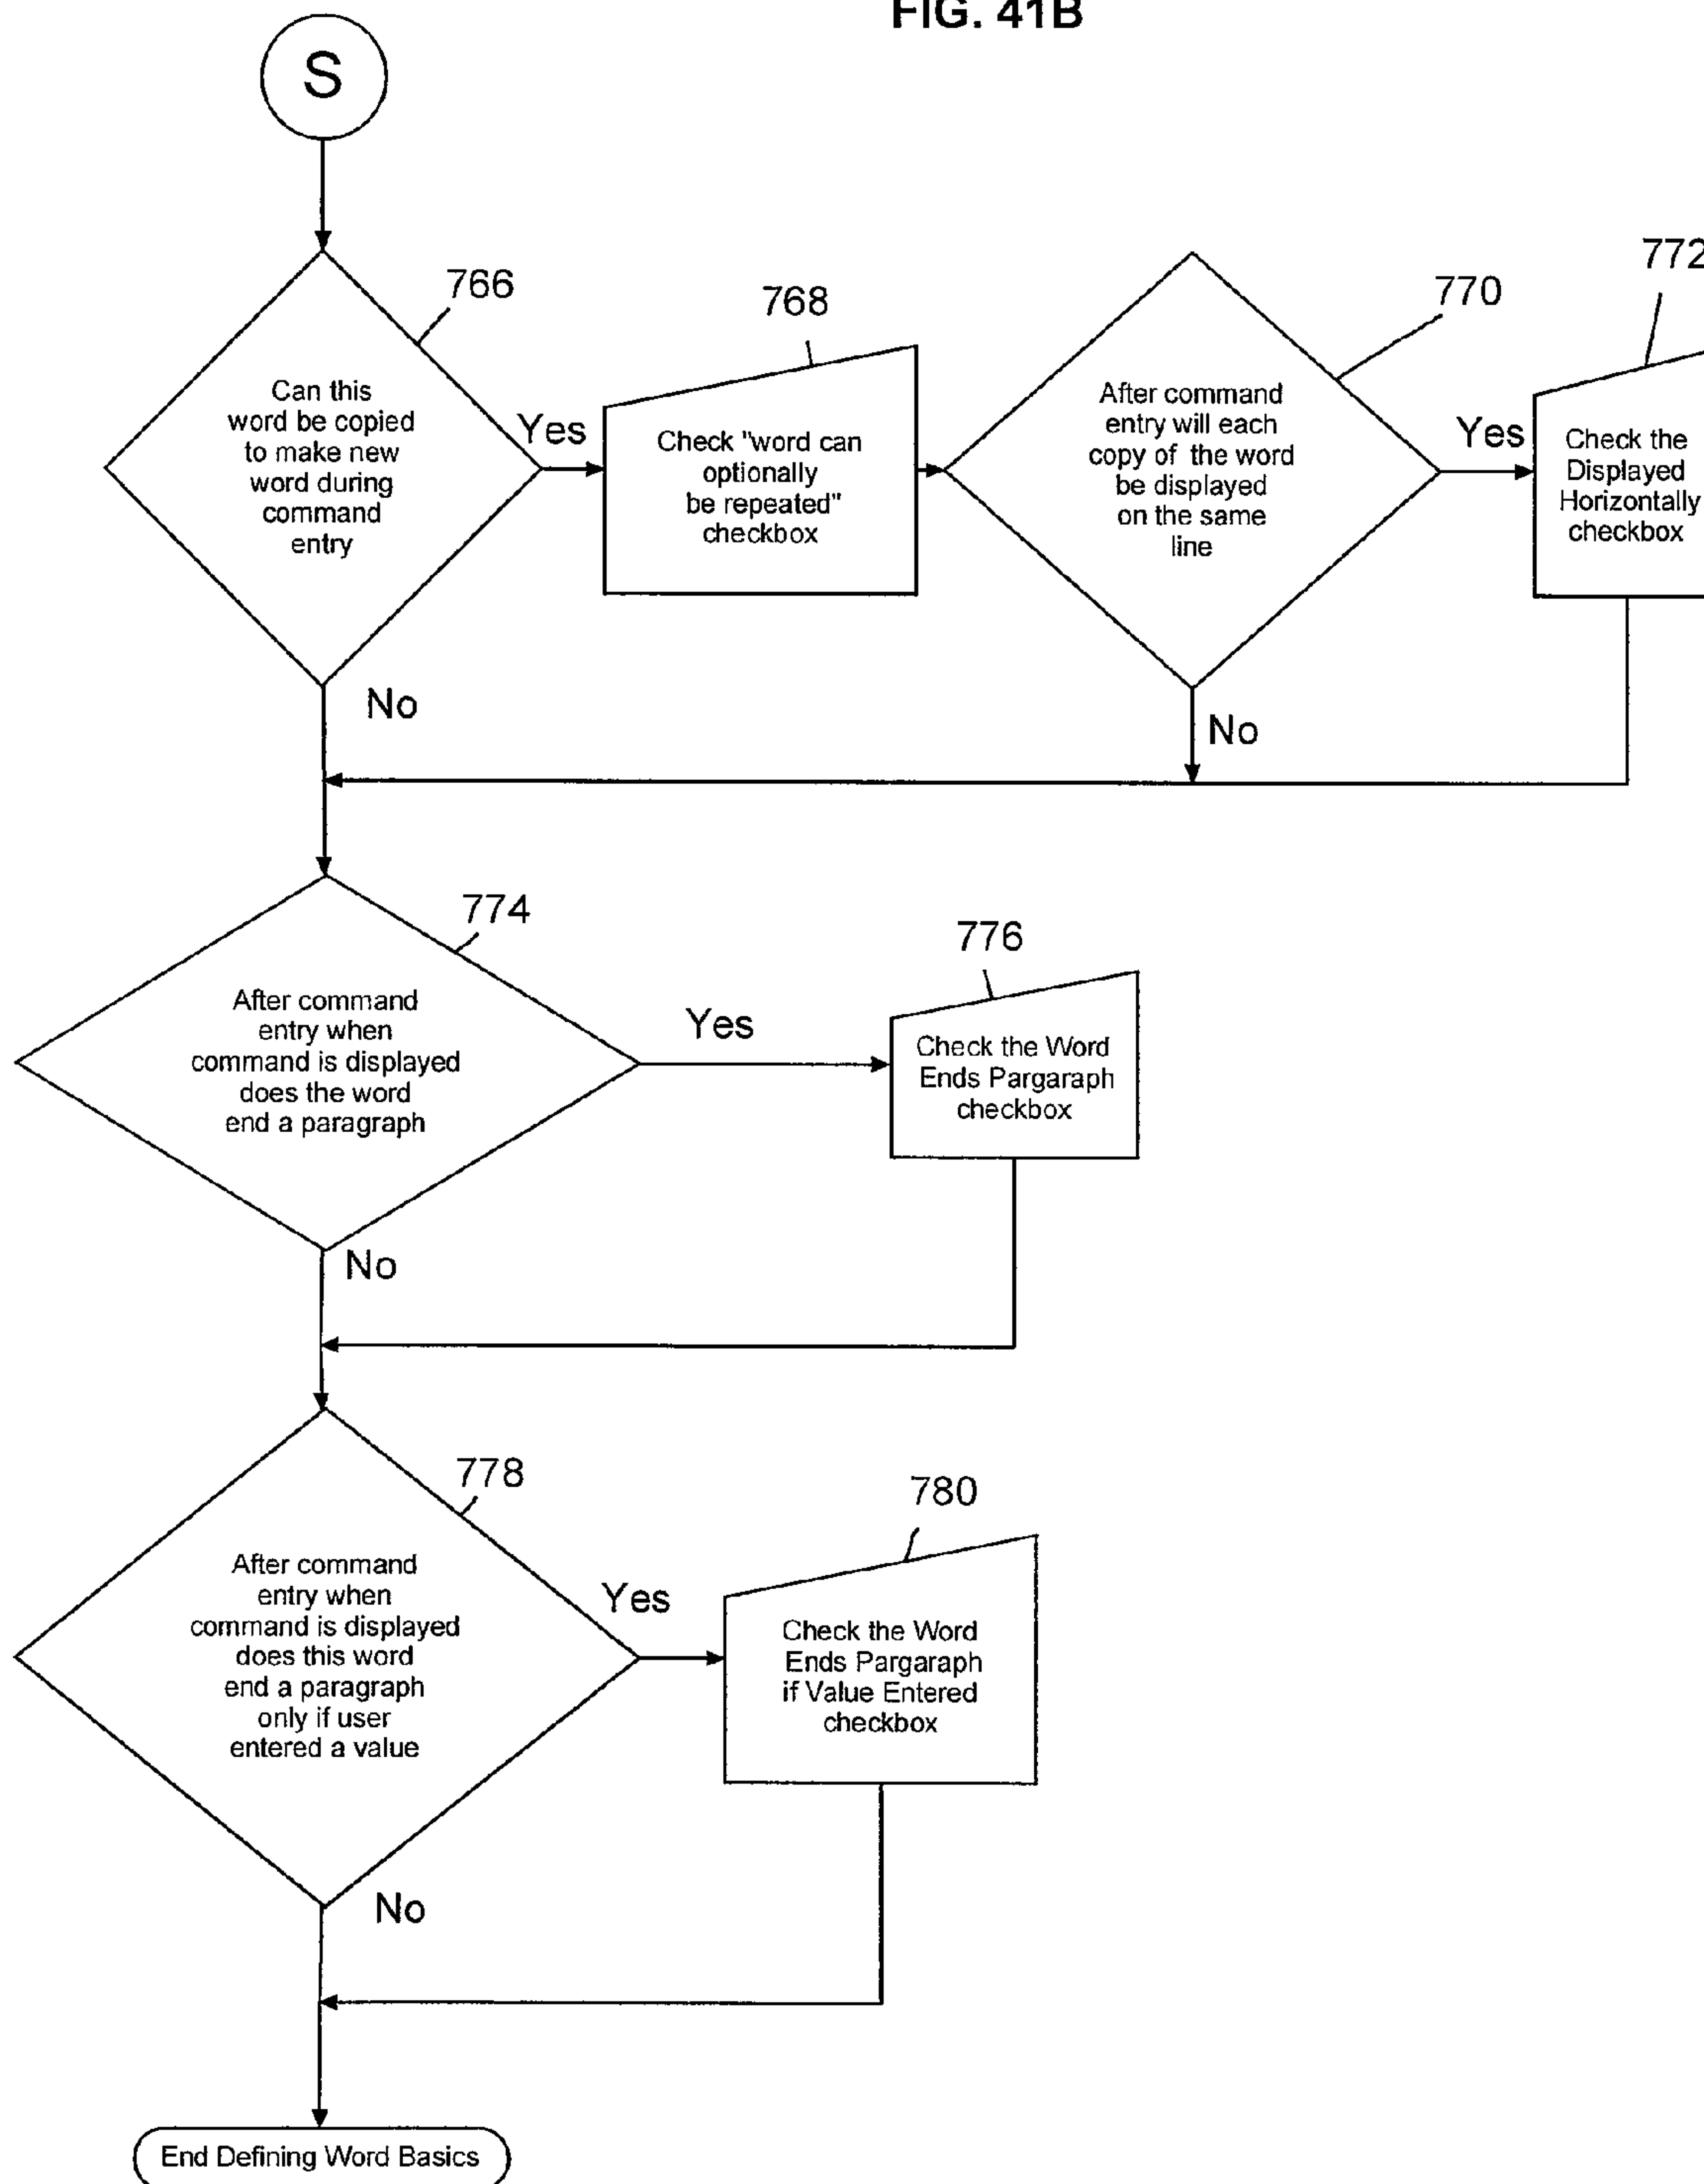 FIG. 41B
S
766
Can this
word be copied
to make new
word during
command
entry
Yes
768
Check "word can
optionally
be repeated"
checkbox
770
After command
entry will each
copy of the word
be displayed
on the same
line
Yes
772
Check the
Displayed
Horizontally
checkbox
No
No
774
After command
entry when
command is displayed
does the word
end a paragraph
Yes
776
Check the Word
Ends Pargaraph
checkbox
No
778
After command
entry when
command is displayed
does this word
end a paragraph
only if user
entered a value
Yes
780
Check the Word
Ends Pargaraph
if Value Entered
checkbox
No
End Defining Word Basics